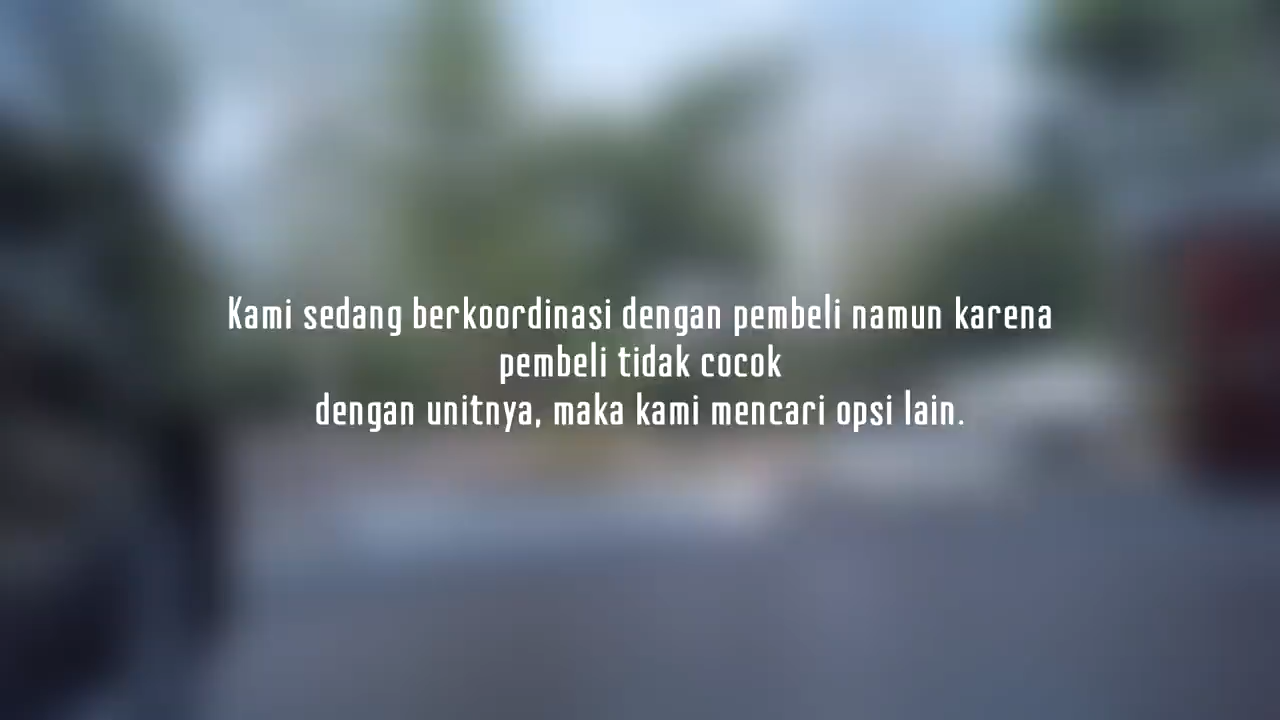 Kami sedang berkoordinasi dengan pembeli namun karena
pembeli tidak cocok
dengan unitnya, maka kami mencari opsi lain.